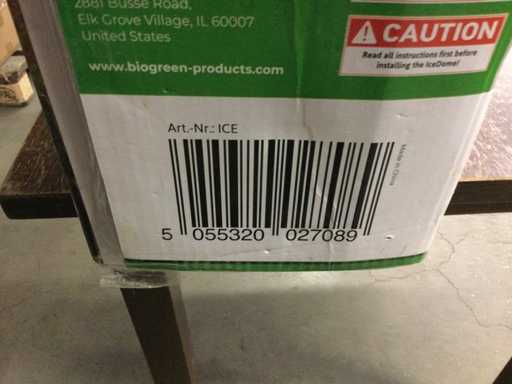 2881 Busse Road,
Elk Grove Village, IL 60007
United States
www.biogreen-products.com
CAUTION
Read all instructions first before
installing the IceDome!
Art.-Nr.: ICE
Made in China
5 055320 027089